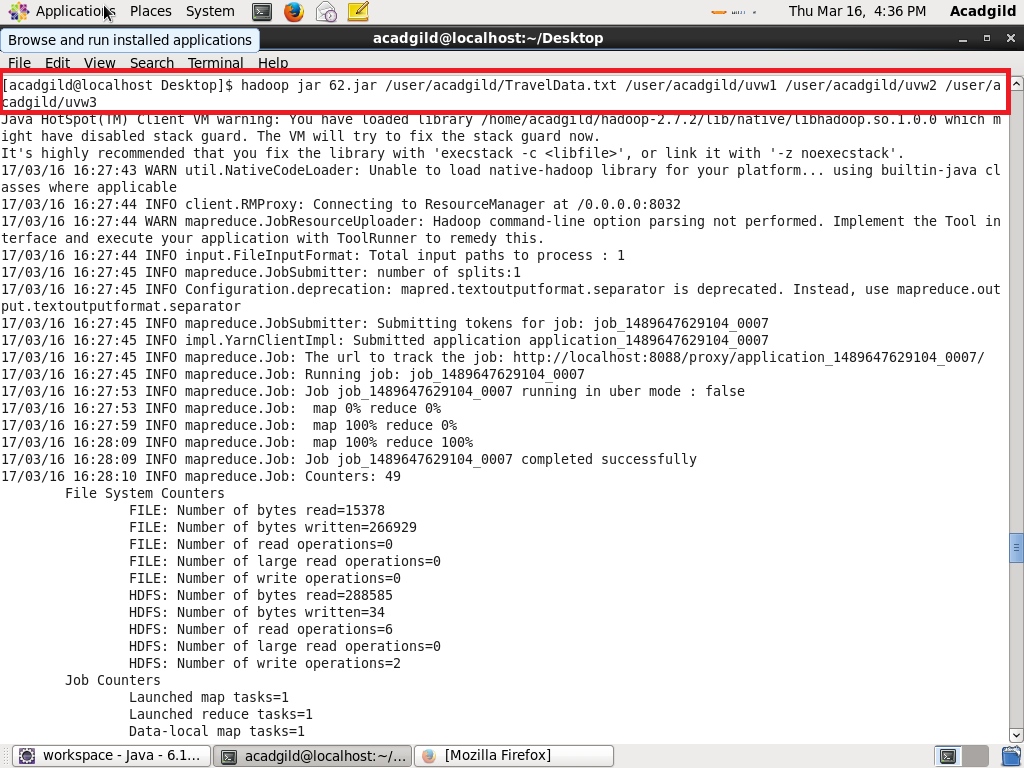 Applications Places System Thu Mar 16, 4:36 PM Acadgild
Browse and run installed applications
acadgild@localhost:~/Desktop
File Edit View Search Terminal Help
[acadgild@localhost Desktop]$ hadoop jar 62.jar /user/acadgild/TravelData.txt /user/acadgild/uvw1 /user/acadgild/uvw2 /user/a
cadgild/uvw3
Java HotSpot(TM) Client VM warning: You have loaded library /home/acadgild/hadoop-2.7.2/lib/native/libhadoop.so.1.0.0 which m
ight have disabled stack guard. The VM will try to fix the stack guard now.
It's highly recommended that you fix the library with 'execstack -c <libfile>', or link it with '-z noexecstack'.
17/03/16 16:27:43 WARN util.NativeCodeLoader: Unable to load native-hadoop library for your platform... using builtin-java cl
asses where applicable
17/03/16 16:27:44 INFO client.RMProxy: Connecting to ResourceManager at /0.0.0.0:8032
17/03/16 16:27:44 WARN mapreduce.JobResourceUploader: Hadoop command-line option parsing not performed. Implement the Tool in
terface and execute your application with ToolRunner to remedy this.
17/03/16 16:27:44 INFO input.FileInputFormat: Total input paths to process : 1
17/03/16 16:27:45 INFO mapreduce.JobSubmitter: number of splits:1
17/03/16 16:27:45 INFO Configuration.deprecation: mapred.textoutputformat.separator is deprecated. Instead, use mapreduce.out
put.textoutputformat.separator
17/03/16 16:27:45 INFO mapreduce.JobSubmitter: Submitting tokens for job: job_1489647629104_0007
17/03/16 16:27:45 INFO impl.YarnClientImpl: Submitted application application_1489647629104_0007
17/03/16 16:27:45 INFO mapreduce.Job: The url to track the job: http://localhost:8088/proxy/application_1489647629104_0007/
17/03/16 16:27:45 INFO mapreduce.Job: Running job: job_1489647629104_0007
17/03/16 16:27:53 INFO mapreduce.Job: Job job_1489647629104_0007 running in uber mode : false
17/03/16 16:27:53 INFO mapreduce.Job:  map 0% reduce 0%
17/03/16 16:27:59 INFO mapreduce.Job:  map 100% reduce 0%
17/03/16 16:28:09 INFO mapreduce.Job:  map 100% reduce 100%
17/03/16 16:28:09 INFO mapreduce.Job: Job job_1489647629104_0007 completed successfully
17/03/16 16:28:10 INFO mapreduce.Job: Counters: 49
File System Counters
FILE: Number of bytes read=15378
FILE: Number of bytes written=266929
FILE: Number of read operations=0
FILE: Number of large read operations=0
FILE: Number of write operations=0
HDFS: Number of bytes read=288585
HDFS: Number of bytes written=34
HDFS: Number of read operations=6
HDFS: Number of large read operations=0
HDFS: Number of write operations=2
Job Counters
Launched map tasks=1
Launched reduce tasks=1
Data-local map tasks=1
workspace - Java - 6.1... acadgild@localhost:~/... [Mozilla Firefox]